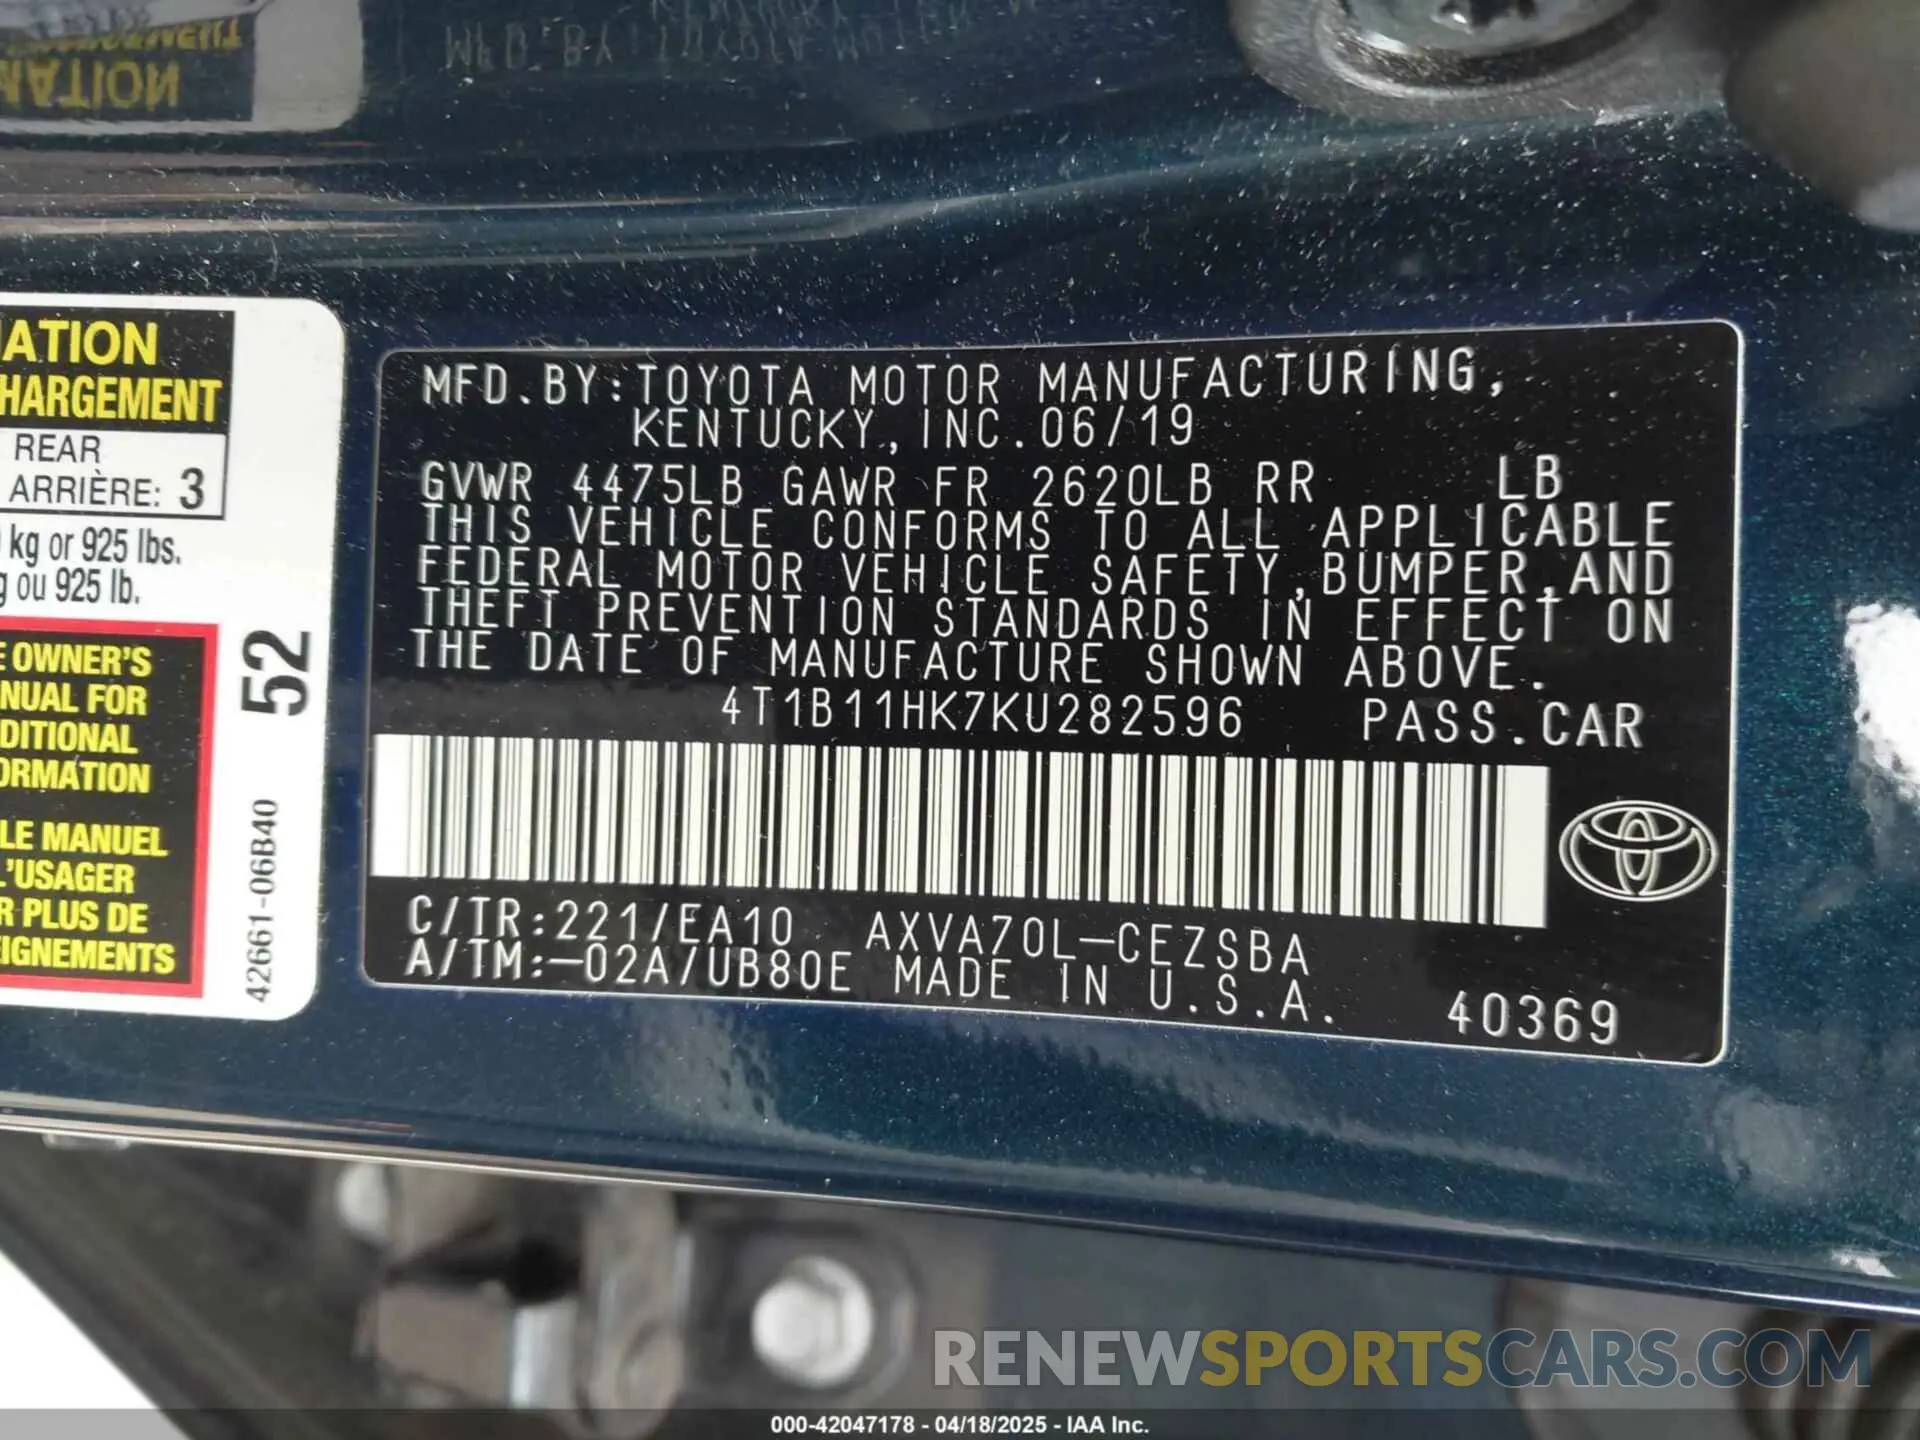 MATION
ATION
HARGEMENT
REAR
ARRIÈRE: 3
kg or 925 lbs.
ou 925 lb.
OWNER'S
NUAL FOR
DITIONAL
ORMATION
LE MANUEL
L'USAGER
R PLUS DE
EIGNEMENTS
52
42661-06B40
MFD.BY:TOYOTA MOTOR MANUFACTURING,
KENTUCKY,INC.06/19
GVWR 4475LB GAWR FR 2620LB RR LB
THIS VEHICLE CONFORMS TO ALL APPLICABLE
FEDERAL MOTOR VEHICLE SAFETY,BUMPER,AND
THEFT PREVENTION STANDARDS IN EFFECT ON
THE DATE OF MANUFACTURE SHOWN ABOVE.
4T1B11HK7KU282596 PASS.CAR
C/TR:221/EA10 AXVA70L-CEZSBA
A/TM:-02A/UB80E MADE IN U.S.A.
40369
RENEWSPORTSCARS.COM
000-42047178 - 04/18/2025 - IAA Inc.